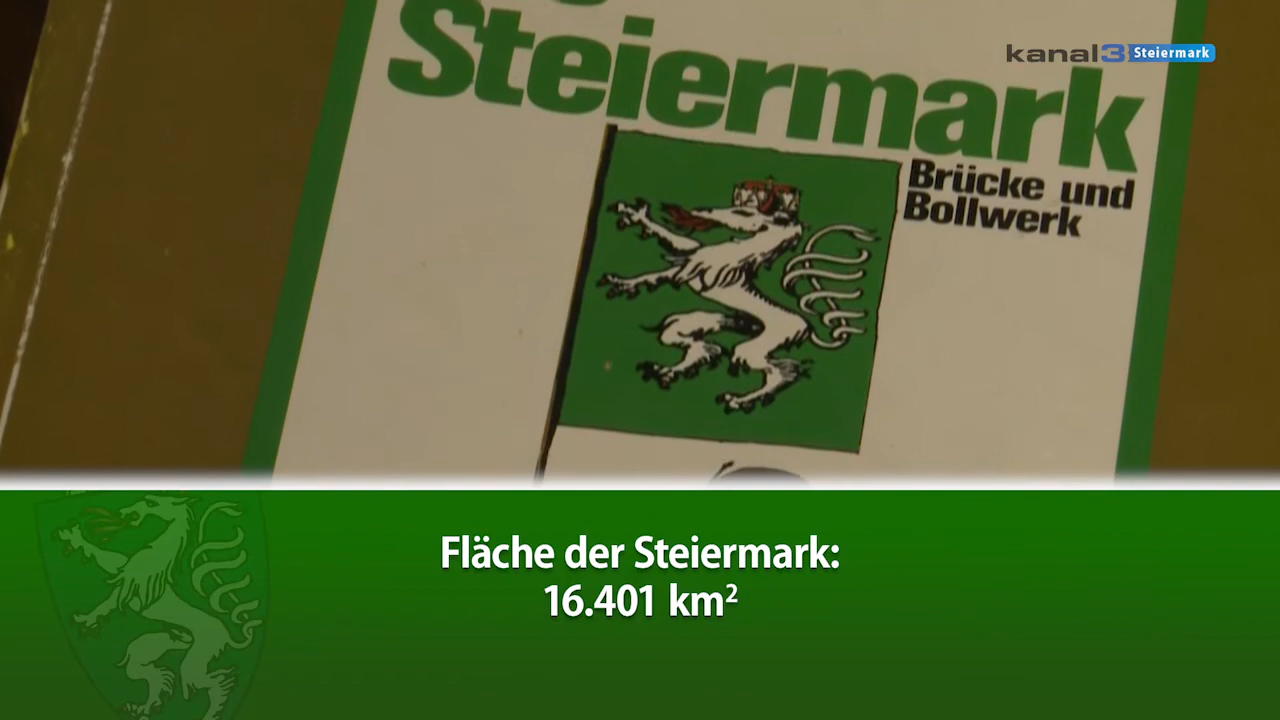 kanal3 Steiermark
Steiermark
Brücke und
Bollwerk
Fläche der Steiermark:
16.401 km²